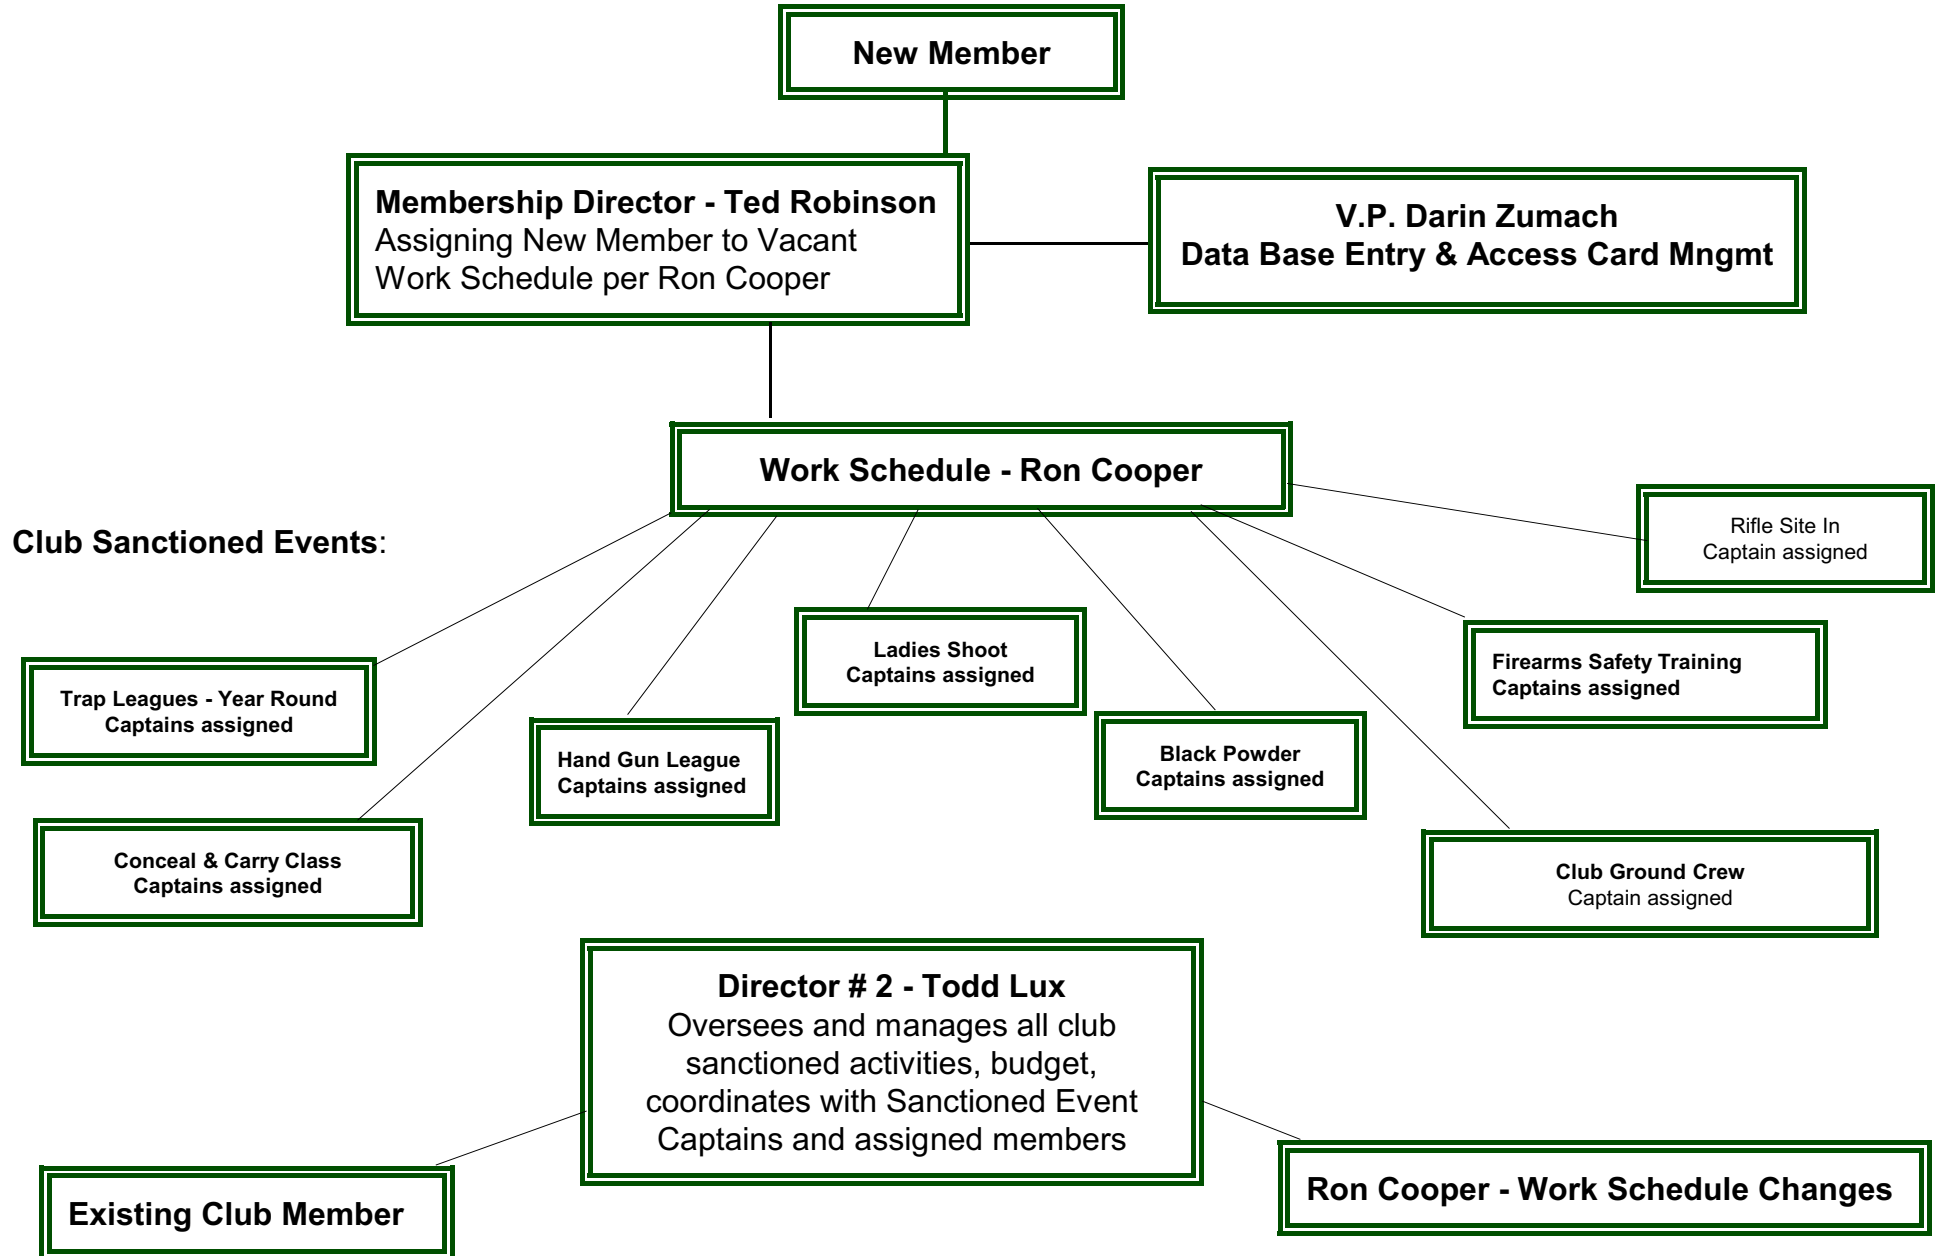 New Member
Membership Director - Ted Robinson
Assigning New Member to Vacant
Work Schedule per Ron Cooper
V.P. Darin Zumach
Data Base Entry & Access Card Mngmt
Work Schedule - Ron Cooper
Rifle Site In
Captain assigned
Club Sanctioned Events:
Ladies Shoot
Captains assigned
Firearms Safety Training
Captains assigned
Trap Leagues - Year Round
Captains assigned
Hand Gun League
Captains assigned
Black Powder
Captains assigned
Conceal & Carry Class
Captains assigned
Club Ground Crew
Captain assigned
Director # 2 - Todd Lux
Oversees and manages all club
sanctioned activities, budget,
coordinates with Sanctioned Event
Captains and assigned members
Existing Club Member
Ron Cooper - Work Schedule Changes